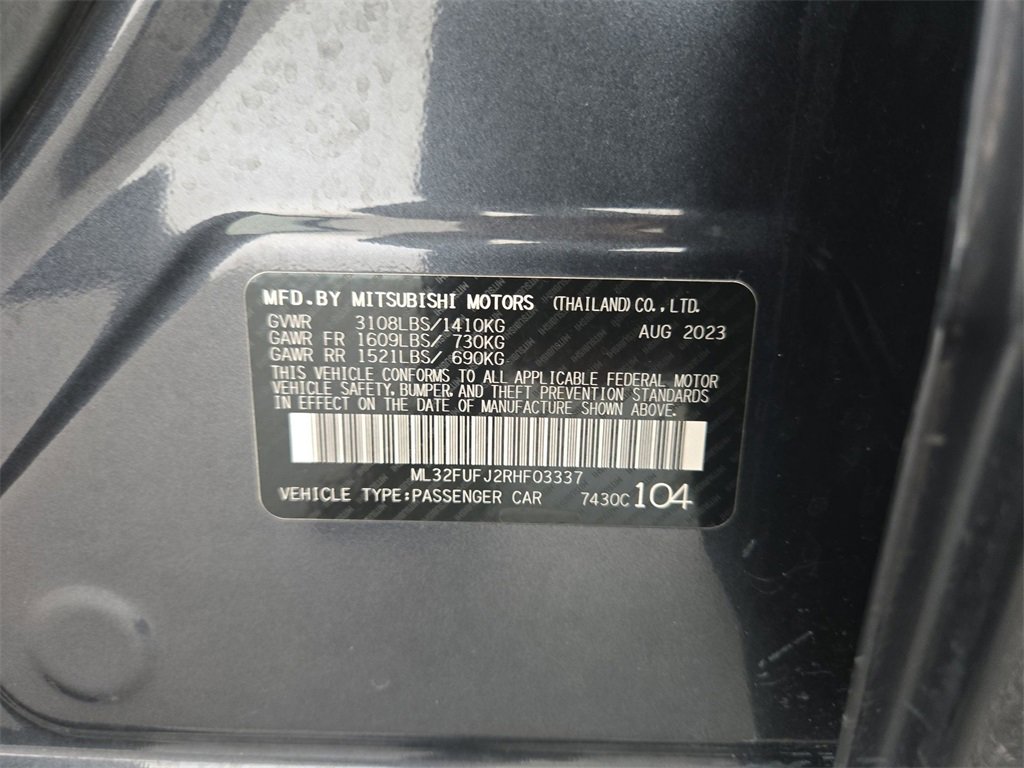 MFD.BY MITSUBISHI MOTORS (THAILAND)CO.,LTD.
GVWR 3108LBS/1410KG AUG 2023
GAWR FR 1609LBS/ 730KG
GAWR RR 1521LBS/ 690KG
THIS VEHICLE CONFORMS TO ALL APPLICABLE FEDERAL MOTOR
VEHICLE SAFETY, BUMPER, AND THEFT PREVENTION STANDARDS
IN EFFECT ON THE DATE OF MANUFACTURE SHOWN ABOVE.
ML32FUFJ2RHF03337
VEHICLE TYPE:PASSENGER CAR 7430C 104